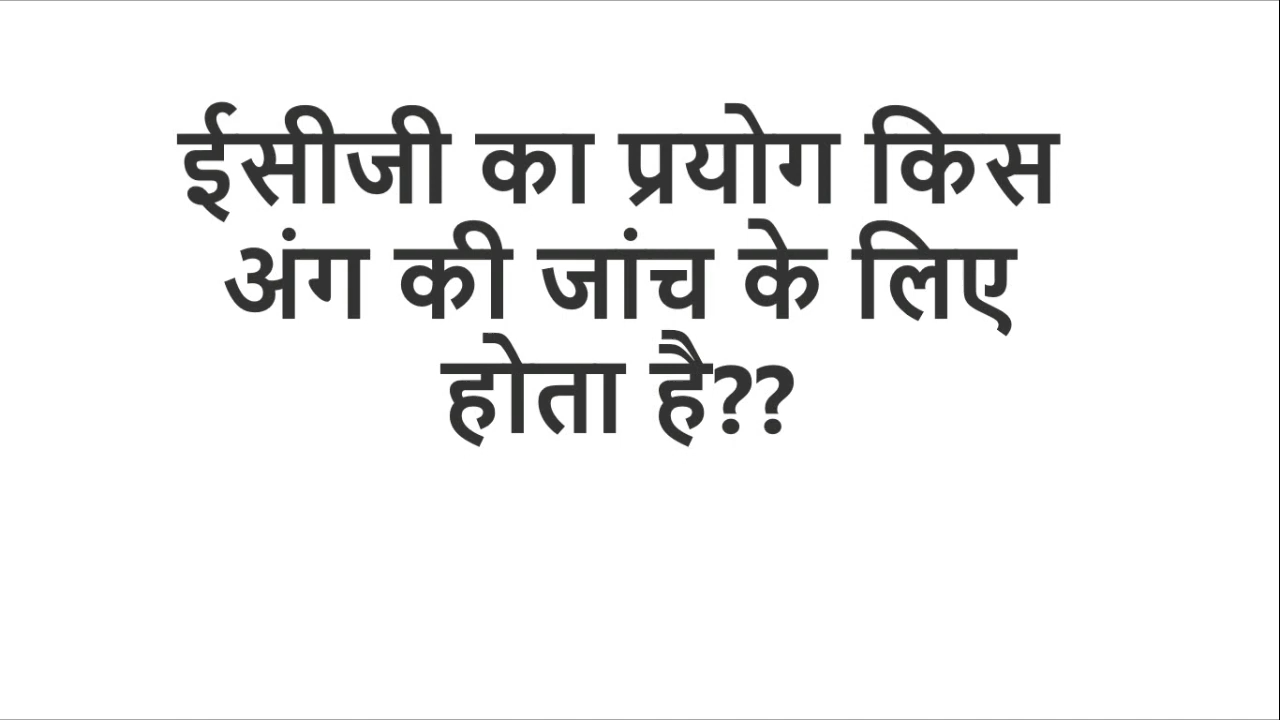 ईसीजी का प्रयोग किस
अंग की जांच के लिए
होता है??